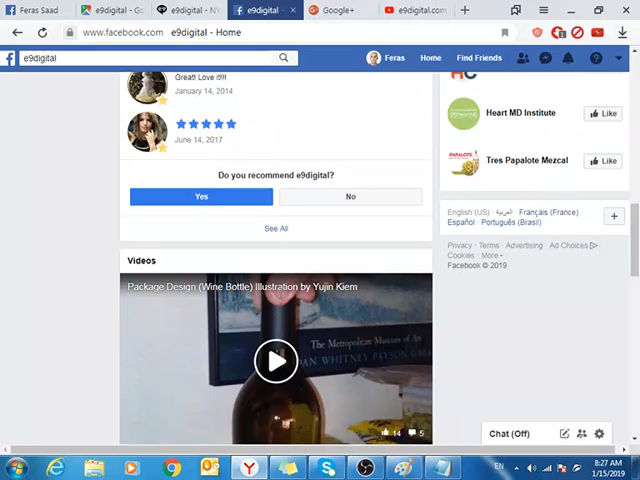 Feras Saad
e9digital - Go
e9digital - N
e9digital -
Google+
e9digital.com
www.facebook.com e9digital - Home
e9digital
Feras
Home
Find Friends
Great! Love it!!!
January 14, 2014
June 14, 2017
Do you recommend e9digital?
Yes
No
See All
Videos
Package Design (Wine Bottle) Illustration by Yujin Kiem
The Metropolitan Museum of
WHITNEY PAYSON
14
5
Heart MD Institute
Like
Tres Papalote Mezcal
Like
English (US) · العربية · Français (France)
Español · Português (Brasil)
Privacy · Terms · Advertising · Ad Choices
Cookies · More
Facebook © 2019
Chat (Off)
EN
8:27 AM
1/15/2019